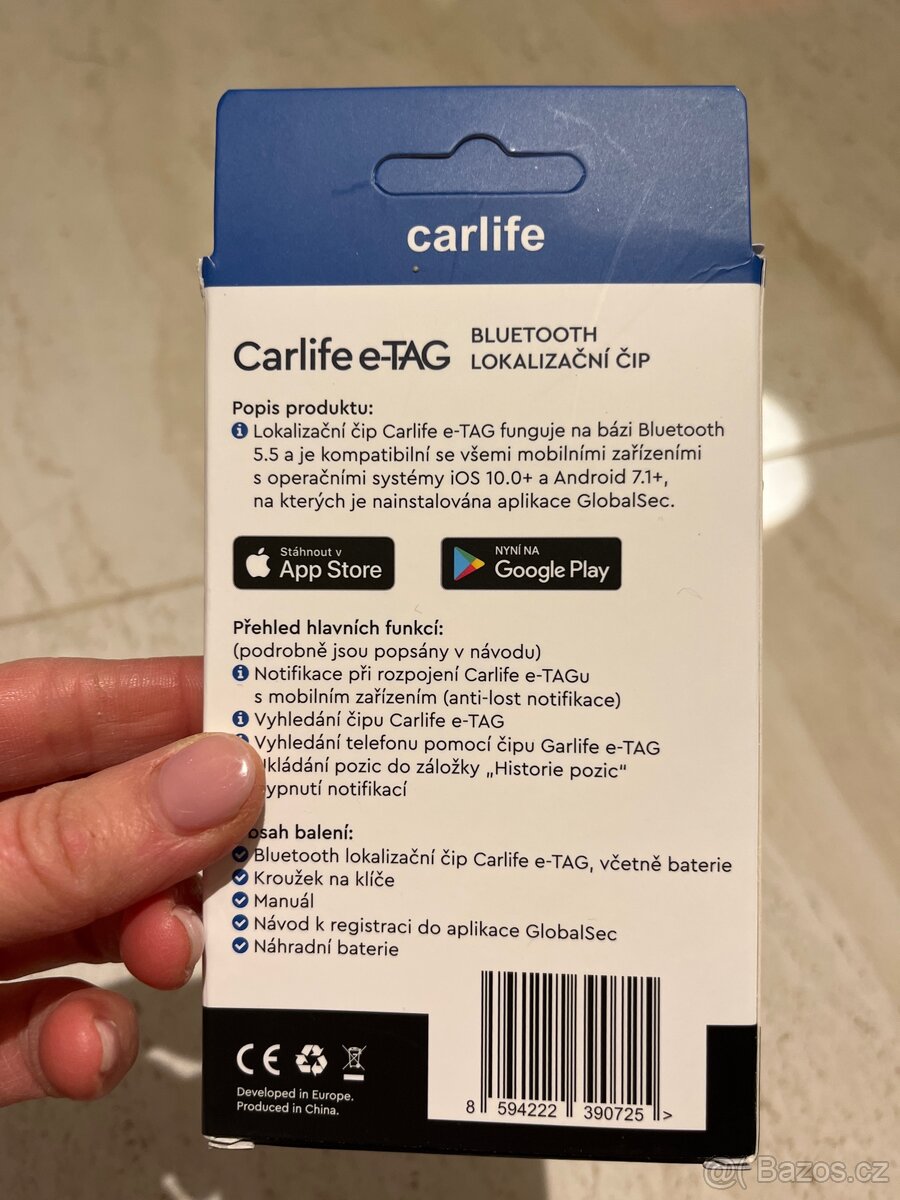 carlife
Carlife e-TAG
BLUETOOTH
LOKALIZAČNÍ ČIP
Popis produktu:
Lokalizační čip Carlife e-TAG funguje na bázi Bluetooth
5.5 a je kompatibilní se všemi mobilními zařízeními
s operačními systémy iOS 10.0+ a Android 7.1+,
na kterých je nainstalována aplikace GlobalSec.
Stáhnout v
App Store
NYNÍ NA
Google Play
Přehled hlavních funkcí:
(podrobně jsou popsány v návodu)
Notifikace při rozpojení Carlife e-TAGu
s mobilním zařízením (anti-lost notifikace)
Vyhledání čipu Carlife e-TAG
Vyhledání telefonu pomocí čipu Garlife e-TAG
kládání pozic do záložky „Historie pozic“
ypnutí notifikací
bsah balení:
Bluetooth lokalizační čip Carlife e-TAG, včetně baterie
Kroužek na klíče
Manuál
Návod k registraci do aplikace GlobalSec
Náhradní baterie
CE
Developed in Europe.
Produced in China.
8 594222 390725 >
@ Bazos.cz